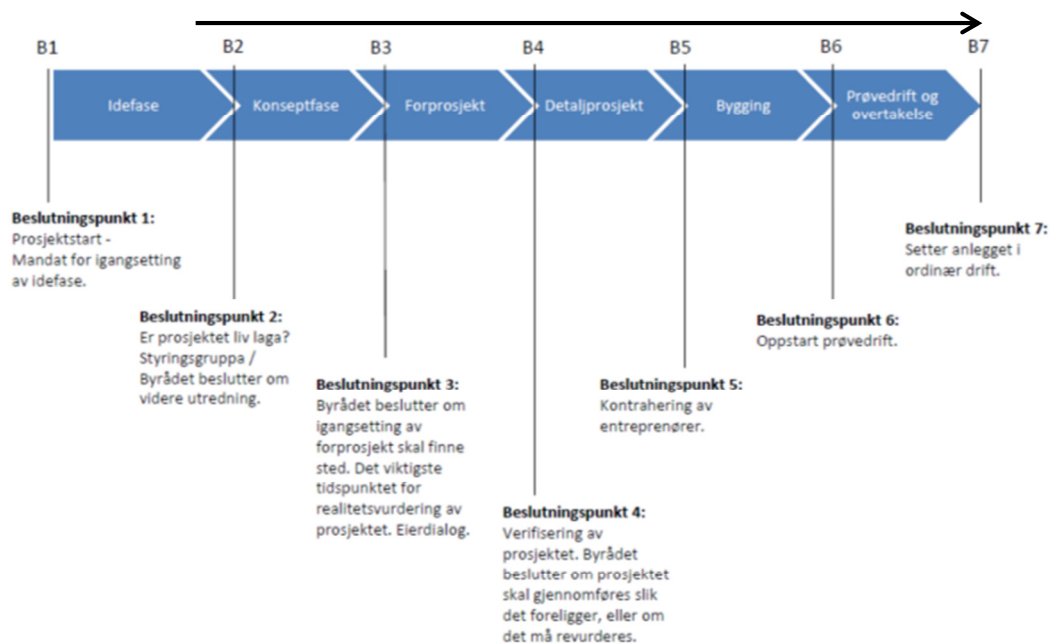 B1
B2
B3
B4
B5
B6
B7
Idefase
Konseptfase
Forprosjekt
Detaljprosjekt
Bygging
Prøvedrift og
overtakelse
Beslutningspunkt 1:
Prosjektstart -
Mandat for igangsetting
av idefase.
Beslutningspunkt 2:
Er prosjektet liv laga?
Styringsgruppa /
Byrådet beslutter om
videre utredning.
Beslutningspunkt 3:
Byrådet beslutter om
igangsetting av
forprosjekt skal finne
sted. Det viktigste
tidspunktet for
realitetsvurdering av
prosjektet. Eierdialog.
Beslutningspunkt 4:
Verifisering av
prosjektet. Byrådet
beslutter om prosjektet
skal gjennomføres slik
det foreligger, eller om
det må revurderes.
Beslutningspunkt 5:
Kontrahering av
entreprenører.
Beslutningspunkt 6:
Oppstart prøvedrift.
Beslutningspunkt 7:
Setter anlegget i
ordinær drift.